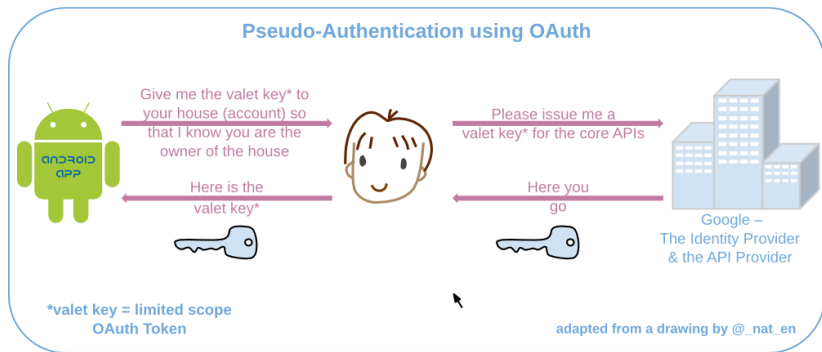 Pseudo-Authentication using OAuth
Give me the valet key* to
your house (account) so
that I know you are the
owner of the house
Please issue me a
valet key* for the core APIs
ANDROID
APP
Here is the
valet key*
Here you
go
Google –
The Identity Provider
& the API Provider
*valet key = limited scope
OAuth Token
adapted from a drawing by @_nat_en